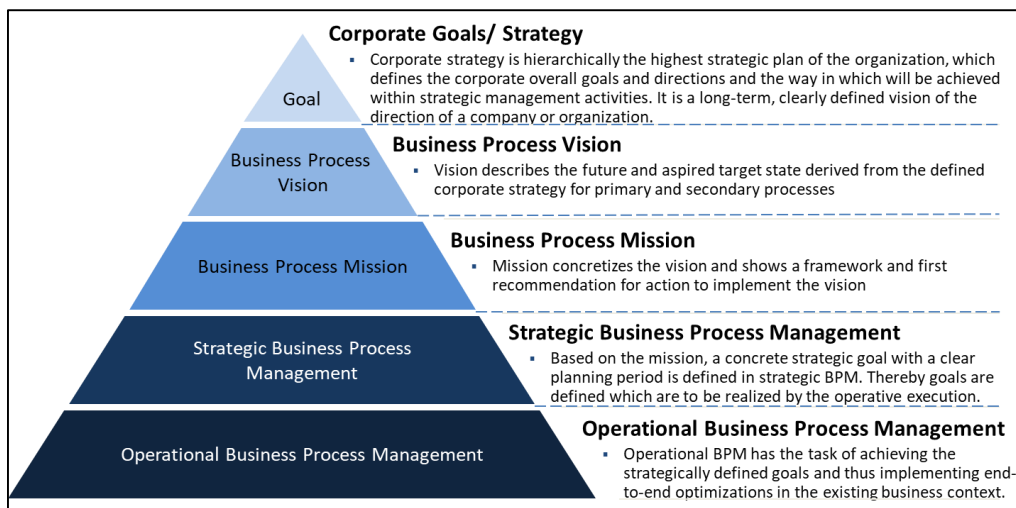 Corporate Goals/ Strategy
▪ Corporate strategy is hierarchically the highest strategic plan of the organization, which
defines the corporate overall goals and directions and the way in which will be achieved
within strategic management activities. It is a long-term, clearly defined vision of the
direction of a company or organization.
Goal
Business Process Vision
▪ Vision describes the future and aspired target state derived from the defined
corporate strategy for primary and secondary processes
Business Process
Vision
Business Process Mission
▪ Mission concretizes the vision and shows a framework and first
recommendation for action to implement the vision
Business Process Mission
Strategic Business Process Management
▪ Based on the mission, a concrete strategic goal with a clear
planning period is defined in strategic BPM. Thereby goals are
defined which are to be realized by the operative execution.
Strategic Business Process
Management
Operational Business Process Management
▪ Operational BPM has the task of achieving the
strategically defined goals and thus implementing end-
to-end optimizations in the existing business context.
Operational Business Process Management